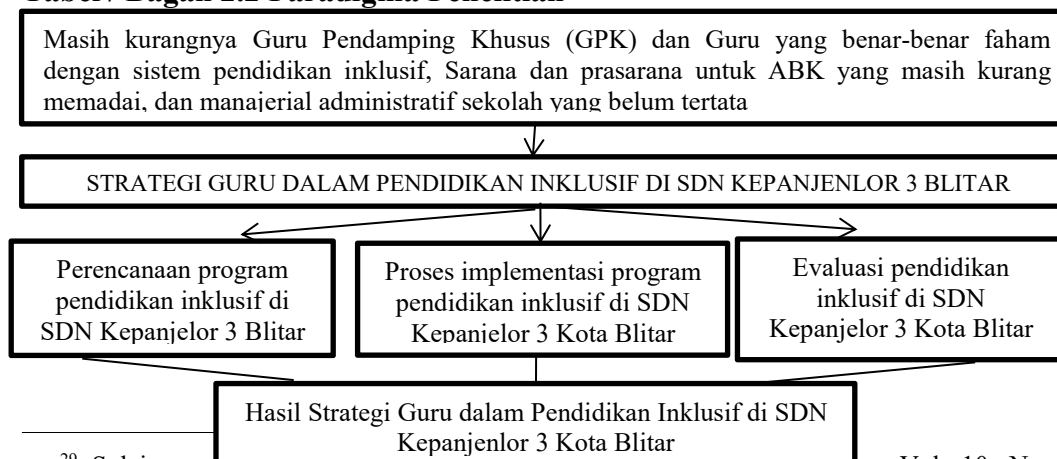 Tabel / Bagan 2.2 Paradigma Penelitian
Masih kurangnya Guru Pendamping Khusus (GPK) dan Guru yang benar-benar faham
dengan sistem pendidikan inklusif, Sarana dan prasarana untuk ABK yang masih kurang
memadai, dan manajerial administratif sekolah yang belum tertata
STRATEGI GURU DALAM PENDIDIKAN INKLUSIF DI SDN KEPANJENLOR 3 BLITAR
Perencanaan program
pendidikan inklusif di
SDN Kepanjelor 3 Blitar
Proses implementasi program
pendidikan inklusif di SDN
Kepanjelor 3 Kota Blitar
Evaluasi pendidikan
inklusif di SDN
Kepanjelor 3 Kota Blitar
Hasil Strategi Guru dalam Pendidikan Inklusif di SDN
Kepanjenlor 3 Kota Blitar
29